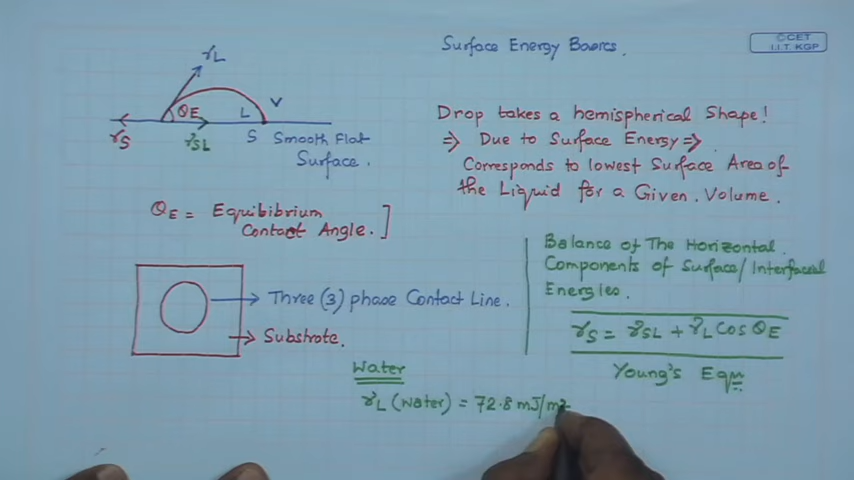 Surface Energy Basics.
CCET
I.I.T. KGP
γL
θE
L
V
γS
γSL
S Smooth Flat
Surface.
Drop takes a hemispherical Shape!
⇒ Due to Surface Energy ⇒
Corresponds to lowest Surface Area of
the Liquid for a Given. Volume.
θE = Equibibrium
Contact Angle.]
Three (3) phase Contact Line.
Substrate.
Balance of The Horizontal
Components of Surface/Interfacial
Energies.
γS = γSL + γL Cos θE
Young's Eqn
Water
γL (Water) = 72.8 mJ/m2